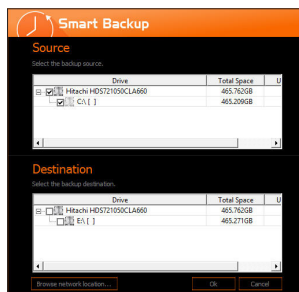 Smart Backup
Source
Select the backup source.
Drive Total Space U
Hitachi HDS721050CLA660 465.762GB
C:\ [ ] 465.209GB
Destination
Select the backup destination.
Drive Total Space U
Hitachi HDS721050CLA660 465.762GB
E:\ [ ] 465.271GB
Browse network location... Ok Cancel